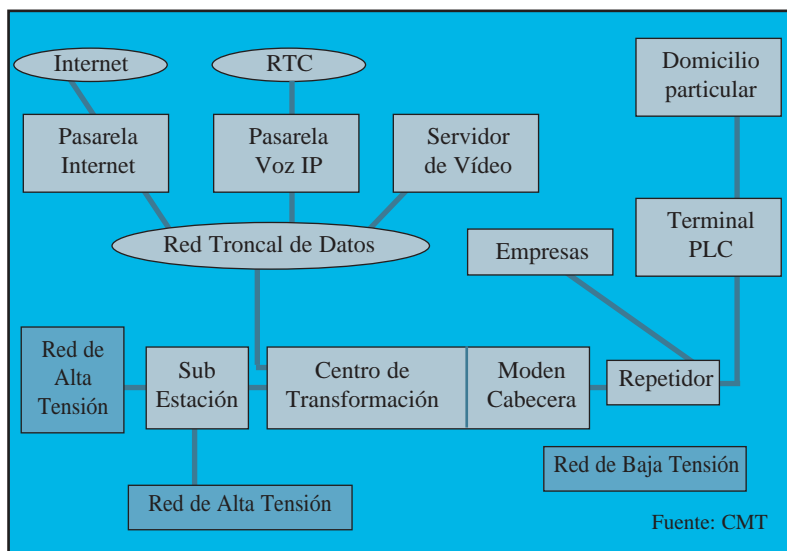 Internet
RTC
Domicilio
particular
Pasarela
Internet
Pasarela
Voz IP
Servidor
de Vídeo
Red Troncal de Datos
Empresas
Terminal
PLC
Red de
Alta
Tensión
Sub
Estación
Centro de
Transformación
Moden
Cabecera
Repetidor
Red de Baja Tensión
Red de Alta Tensión
Fuente: CMT